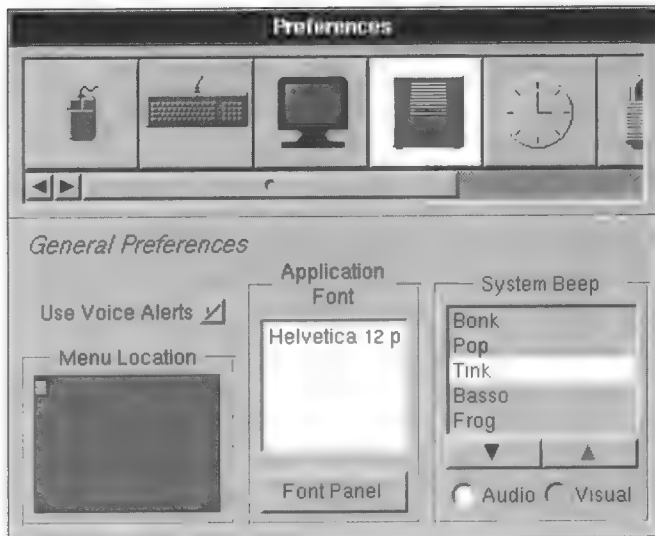 Preferences
General Preferences
Use Voice Alerts
Menu Location
Application
Font
Helvetica 12 p
Font Panel
System Beep
Bonk
Pop
Tink
Basso
Frog
Audio
Visual